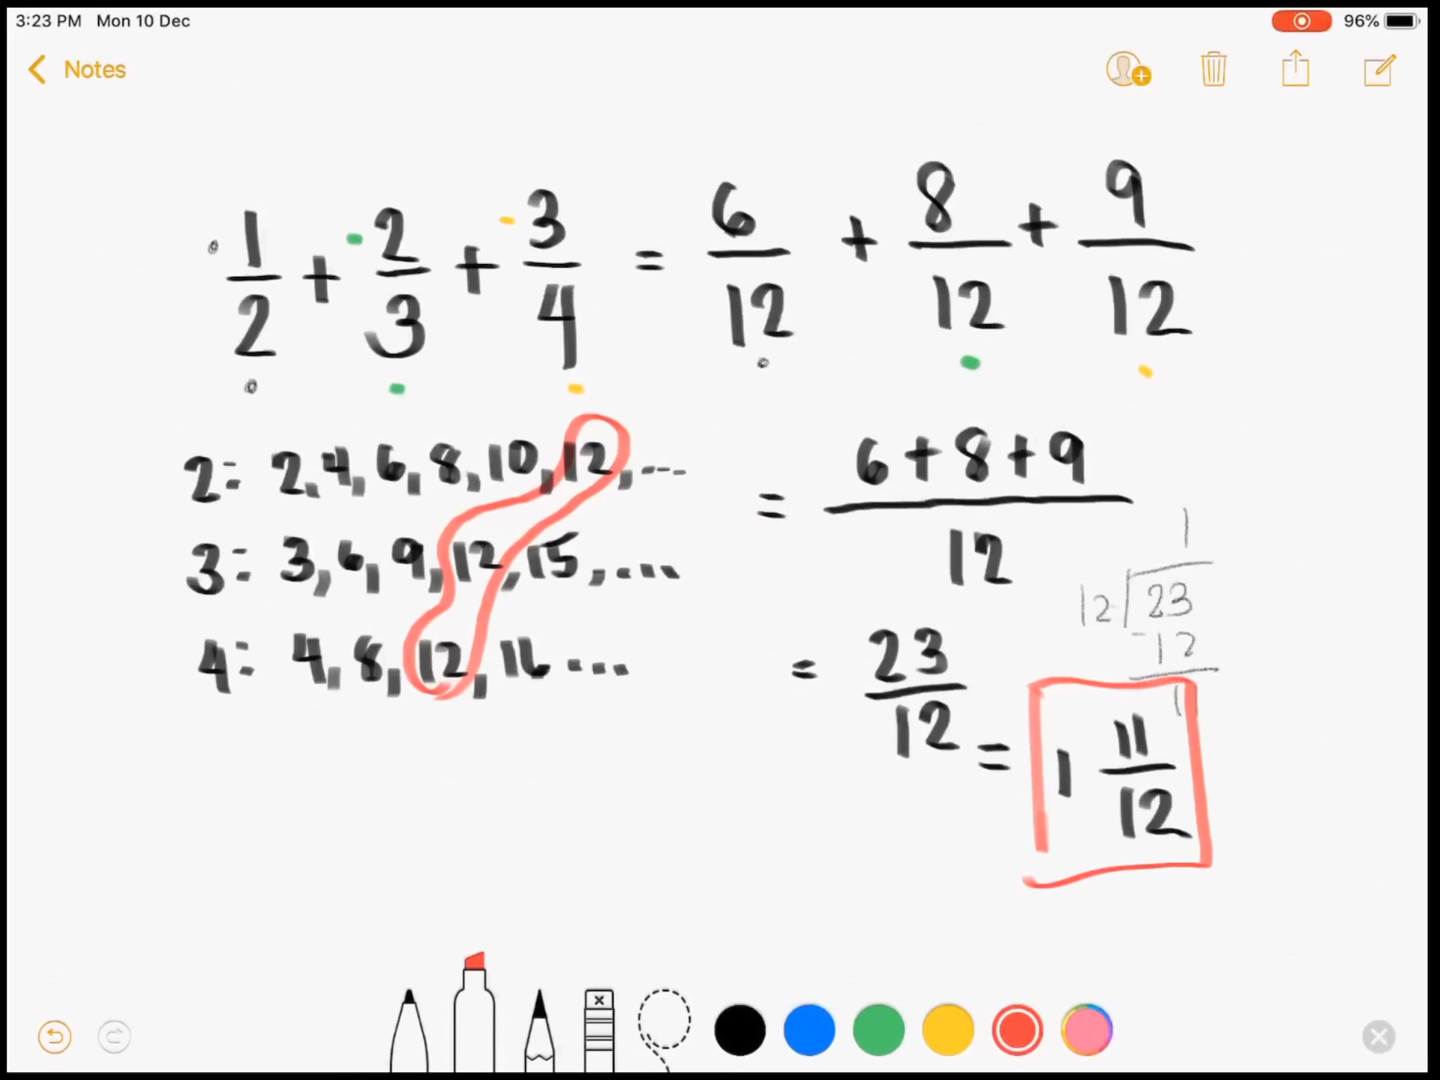 3:23 PM Mon 10 Dec 96%
Notes
1/2 + 2/3 + 3/4 = 6/12 + 8/12 + 9/12
2: 2, 4, 6, 8, 10, 12, ...
3: 3, 6, 9, 12, 15, ...
4: 4, 8, 12, 16 ...
= (6+8+9)/12
1
12 23
-12
1
= 23/12 = 1 11/12